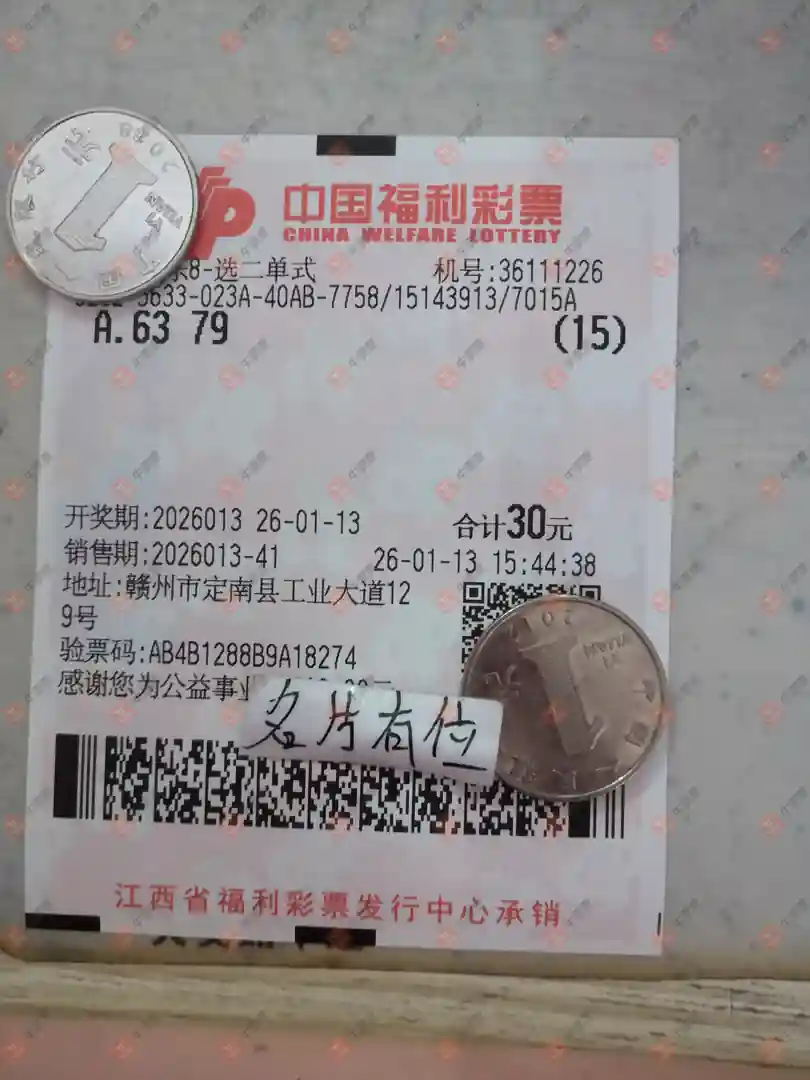 中国福利彩票
CHINA WELFARE LOTTERY
乐8-选二单式 机号:36111226
3633-023A-40AB-7758/15143913/7015A
A.63 79 (15)
开奖期:2026013 26-01-13 合计30元
销售期:2026013-41 26-01-13 15:44:38
地址:赣州市定南县工业大道12
9号
验票码:AB4B1288B9A18274
感谢您为公益事业
名片有位
江西省福利彩票发行中心承销